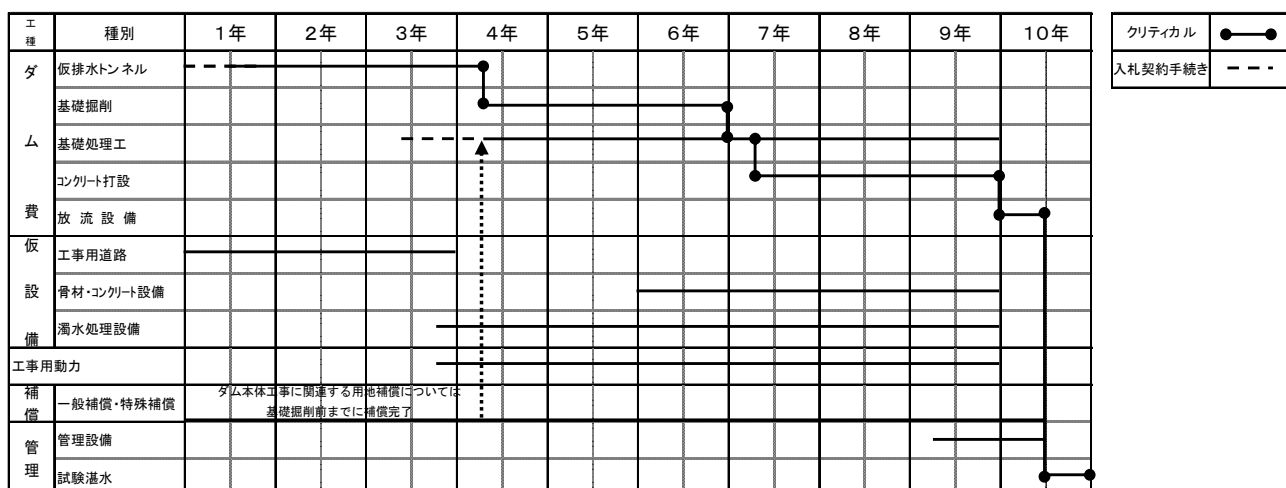 工種 種別 1年 2年 3年 4年 5年 6年 7年 8年 9年 10年
ダム費
仮排水トンネル
基礎掘削
基礎処理工
コンクリート打設
放流設備
仮設備
工事用道路
骨材・コンクリート設備
濁水処理設備
工事用動力
補償
一般補償・特殊補償
ダム本体工事に関連する用地補償については
基礎掘削前までに補償完了
管理
管理設備
試験湛水
クリティカル
入札契約手続き